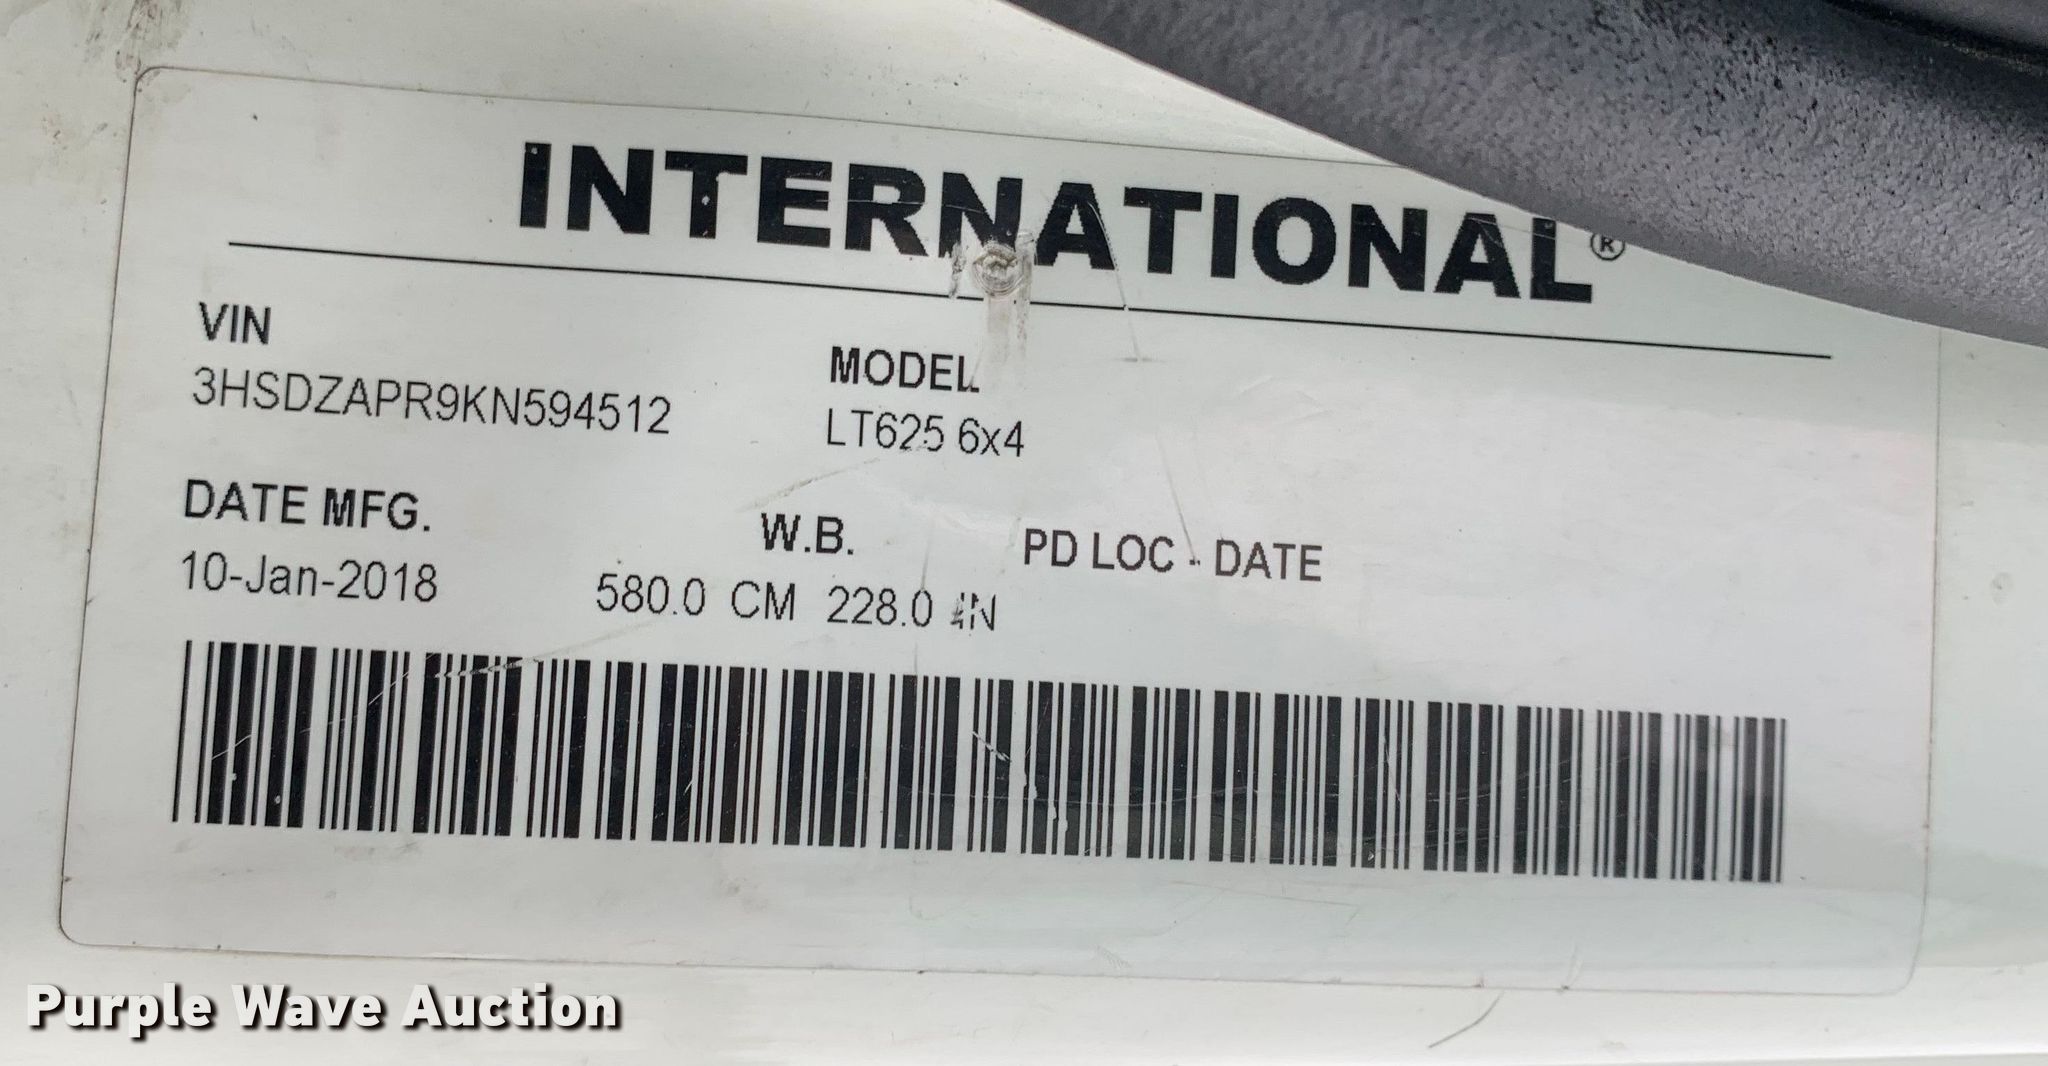 INTERNATIONAL®
VIN
3HSDZAPR9KN594512
MODEL
LT625 6x4
DATE MFG.
10-Jan-2018
W.B.
580.0 CM 228.0 IN
PD LOC - DATE
Purple Wave Auction